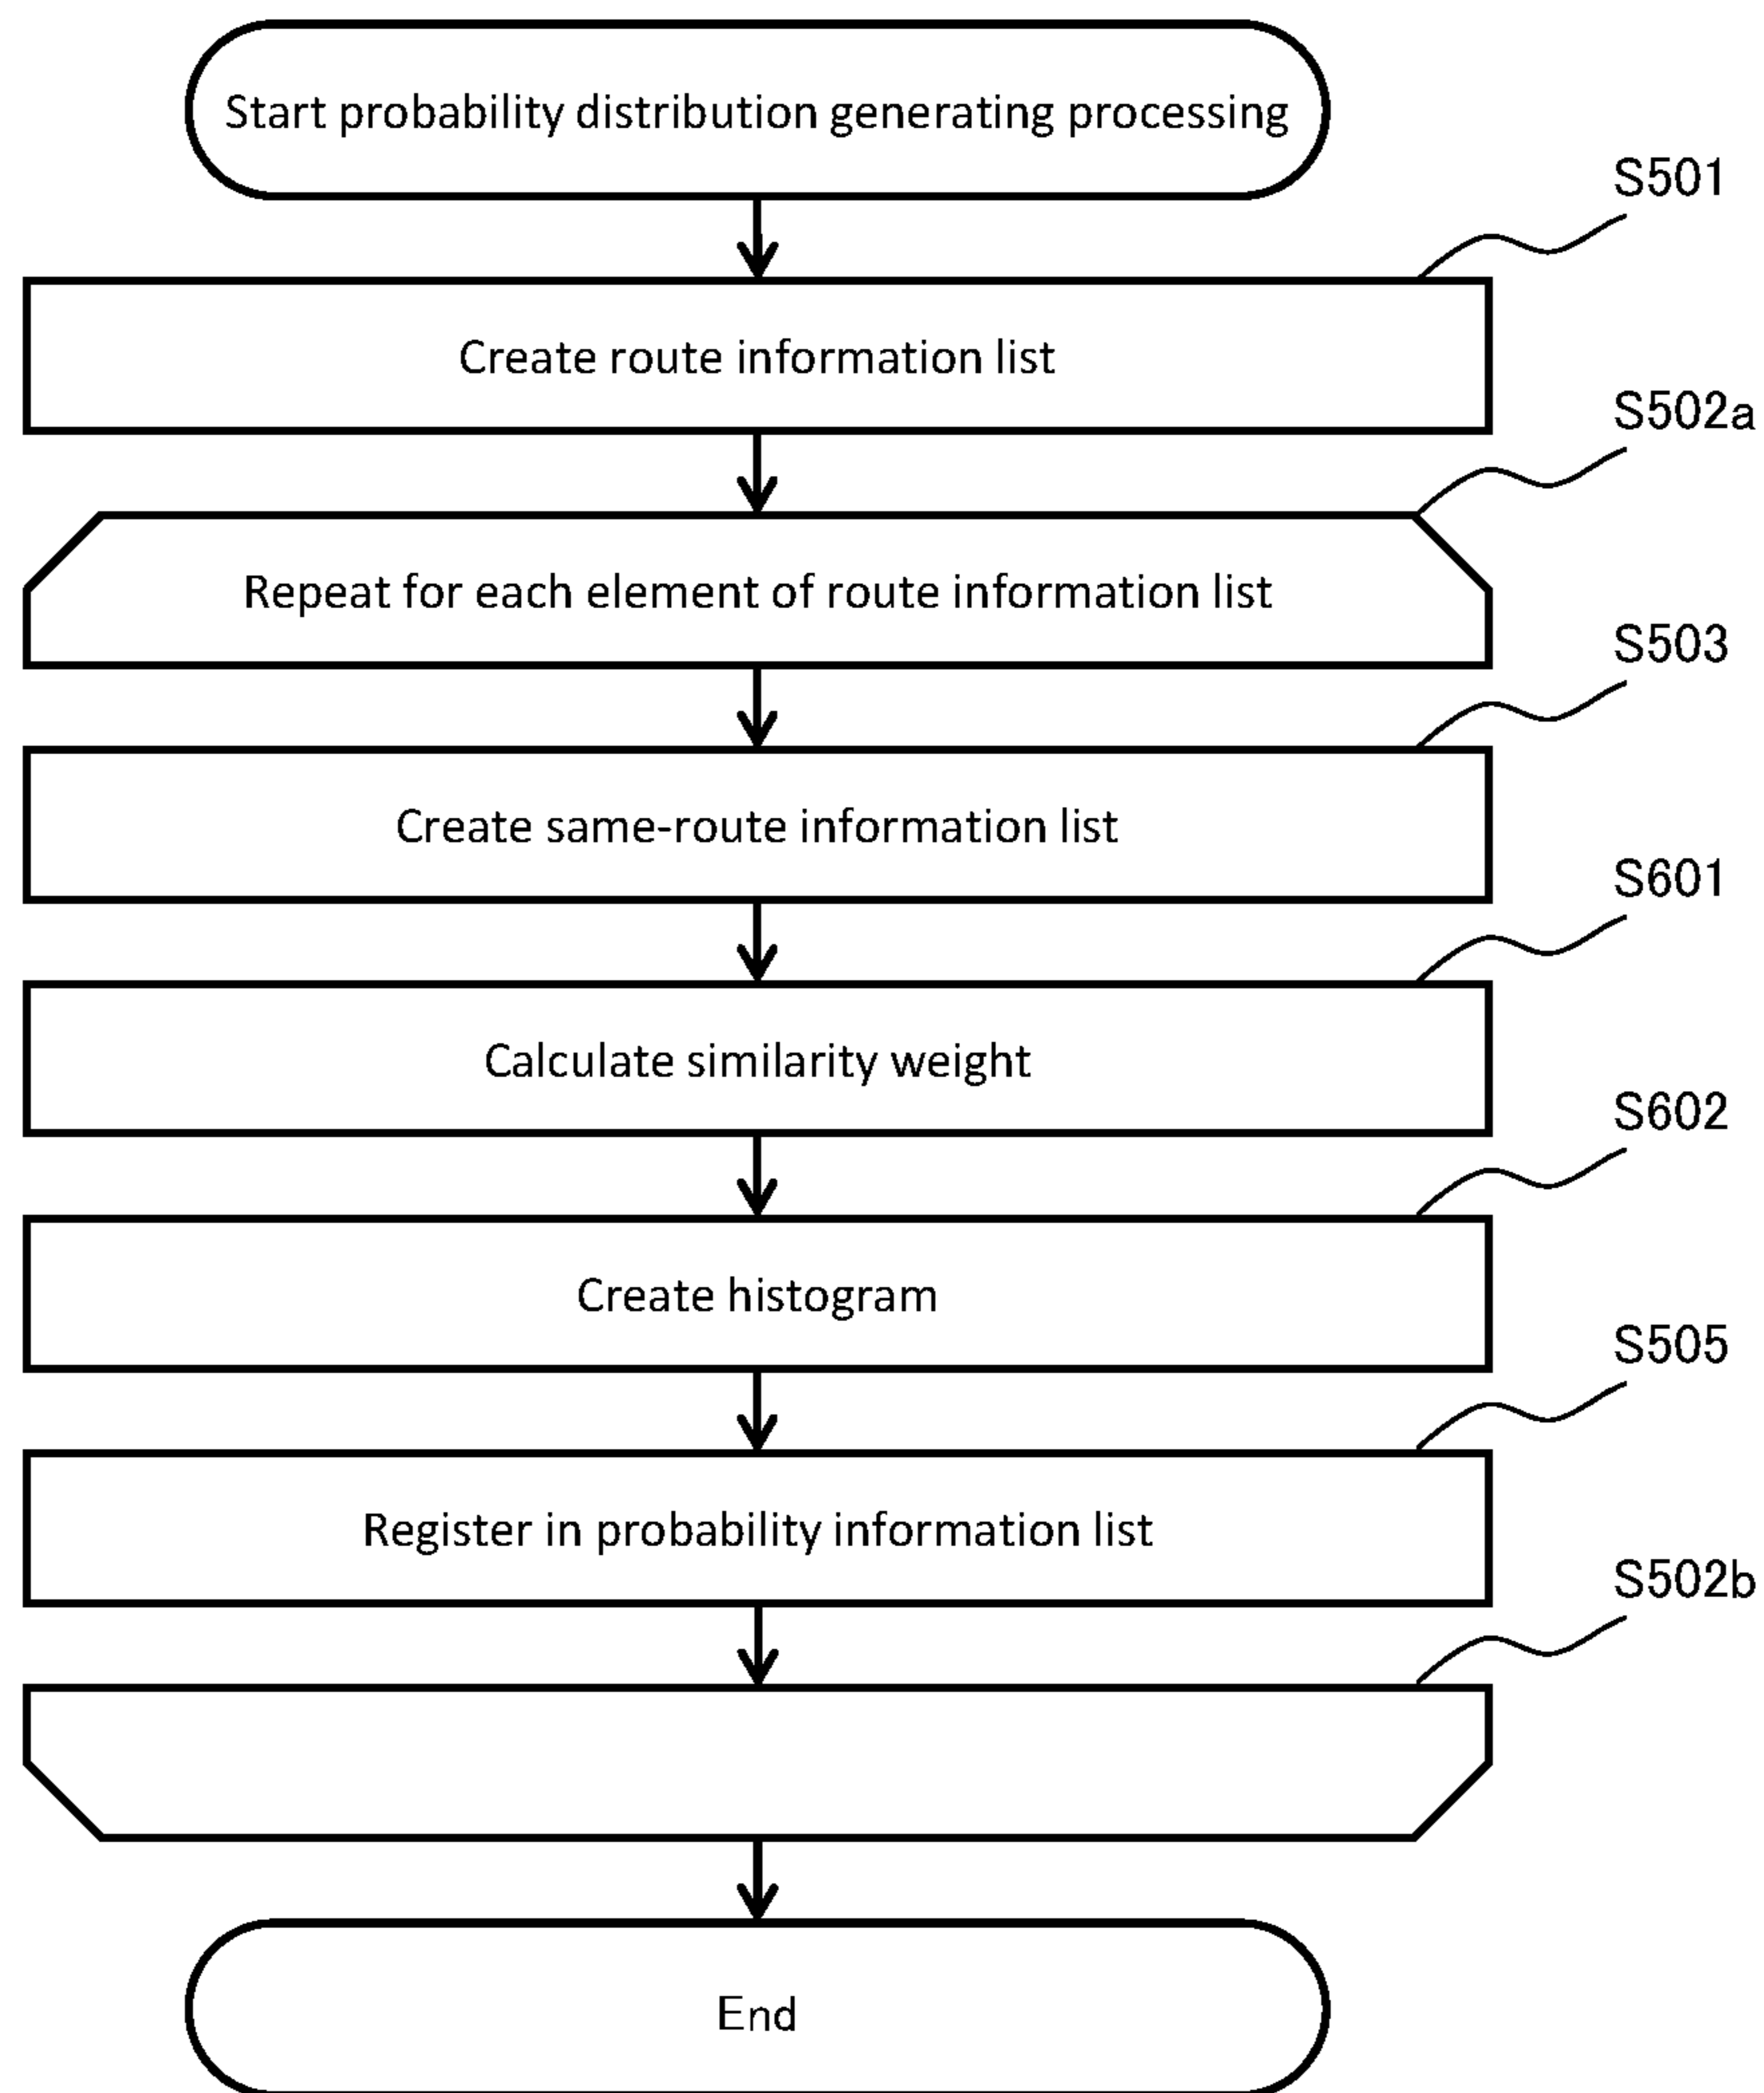 Start probability distribution generating processing
S501
Create route information list
S502a
Repeat for each element of route information list
S503
Create same-route information list
S601
Calculate similarity weight
S602
Create histogram
S505
Register in probability information list
S502b
End